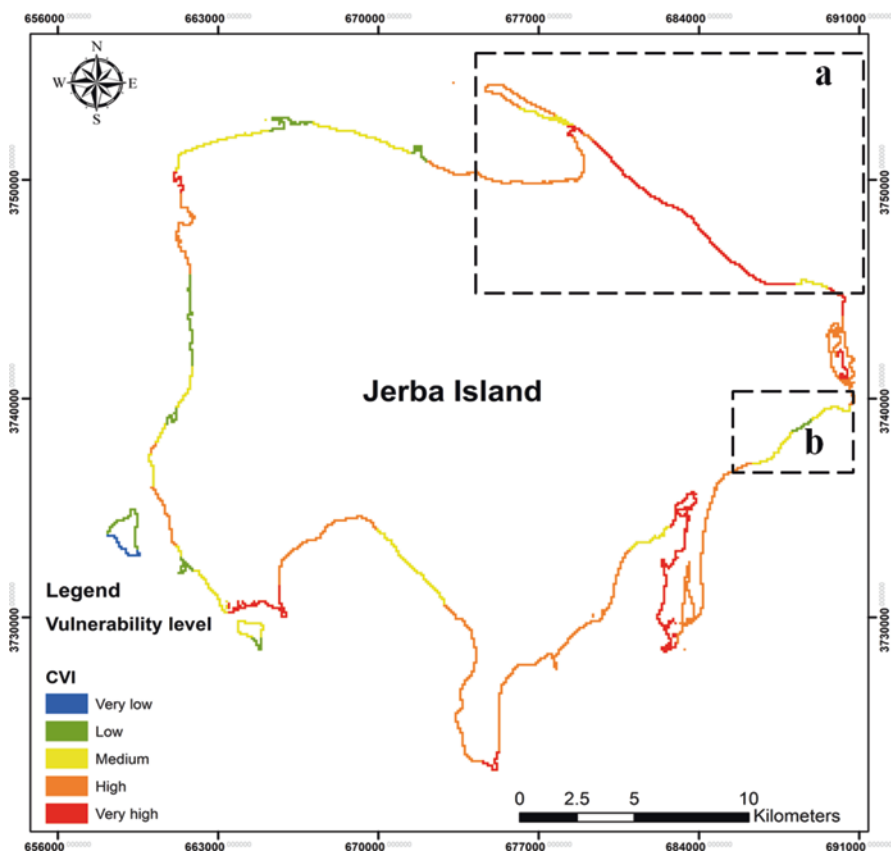 656000 663000 670000 677000 684000 691000
N
W E
S
a
3750000 3750000
Jerba Island
3740000 3740000
b
Legend
Vulnerability level
3730000 3730000
CVI
Very low
Low
Medium
High
Very high
0 2.5 5 10
Kilometers
656000 663000 670000 677000 684000 691000